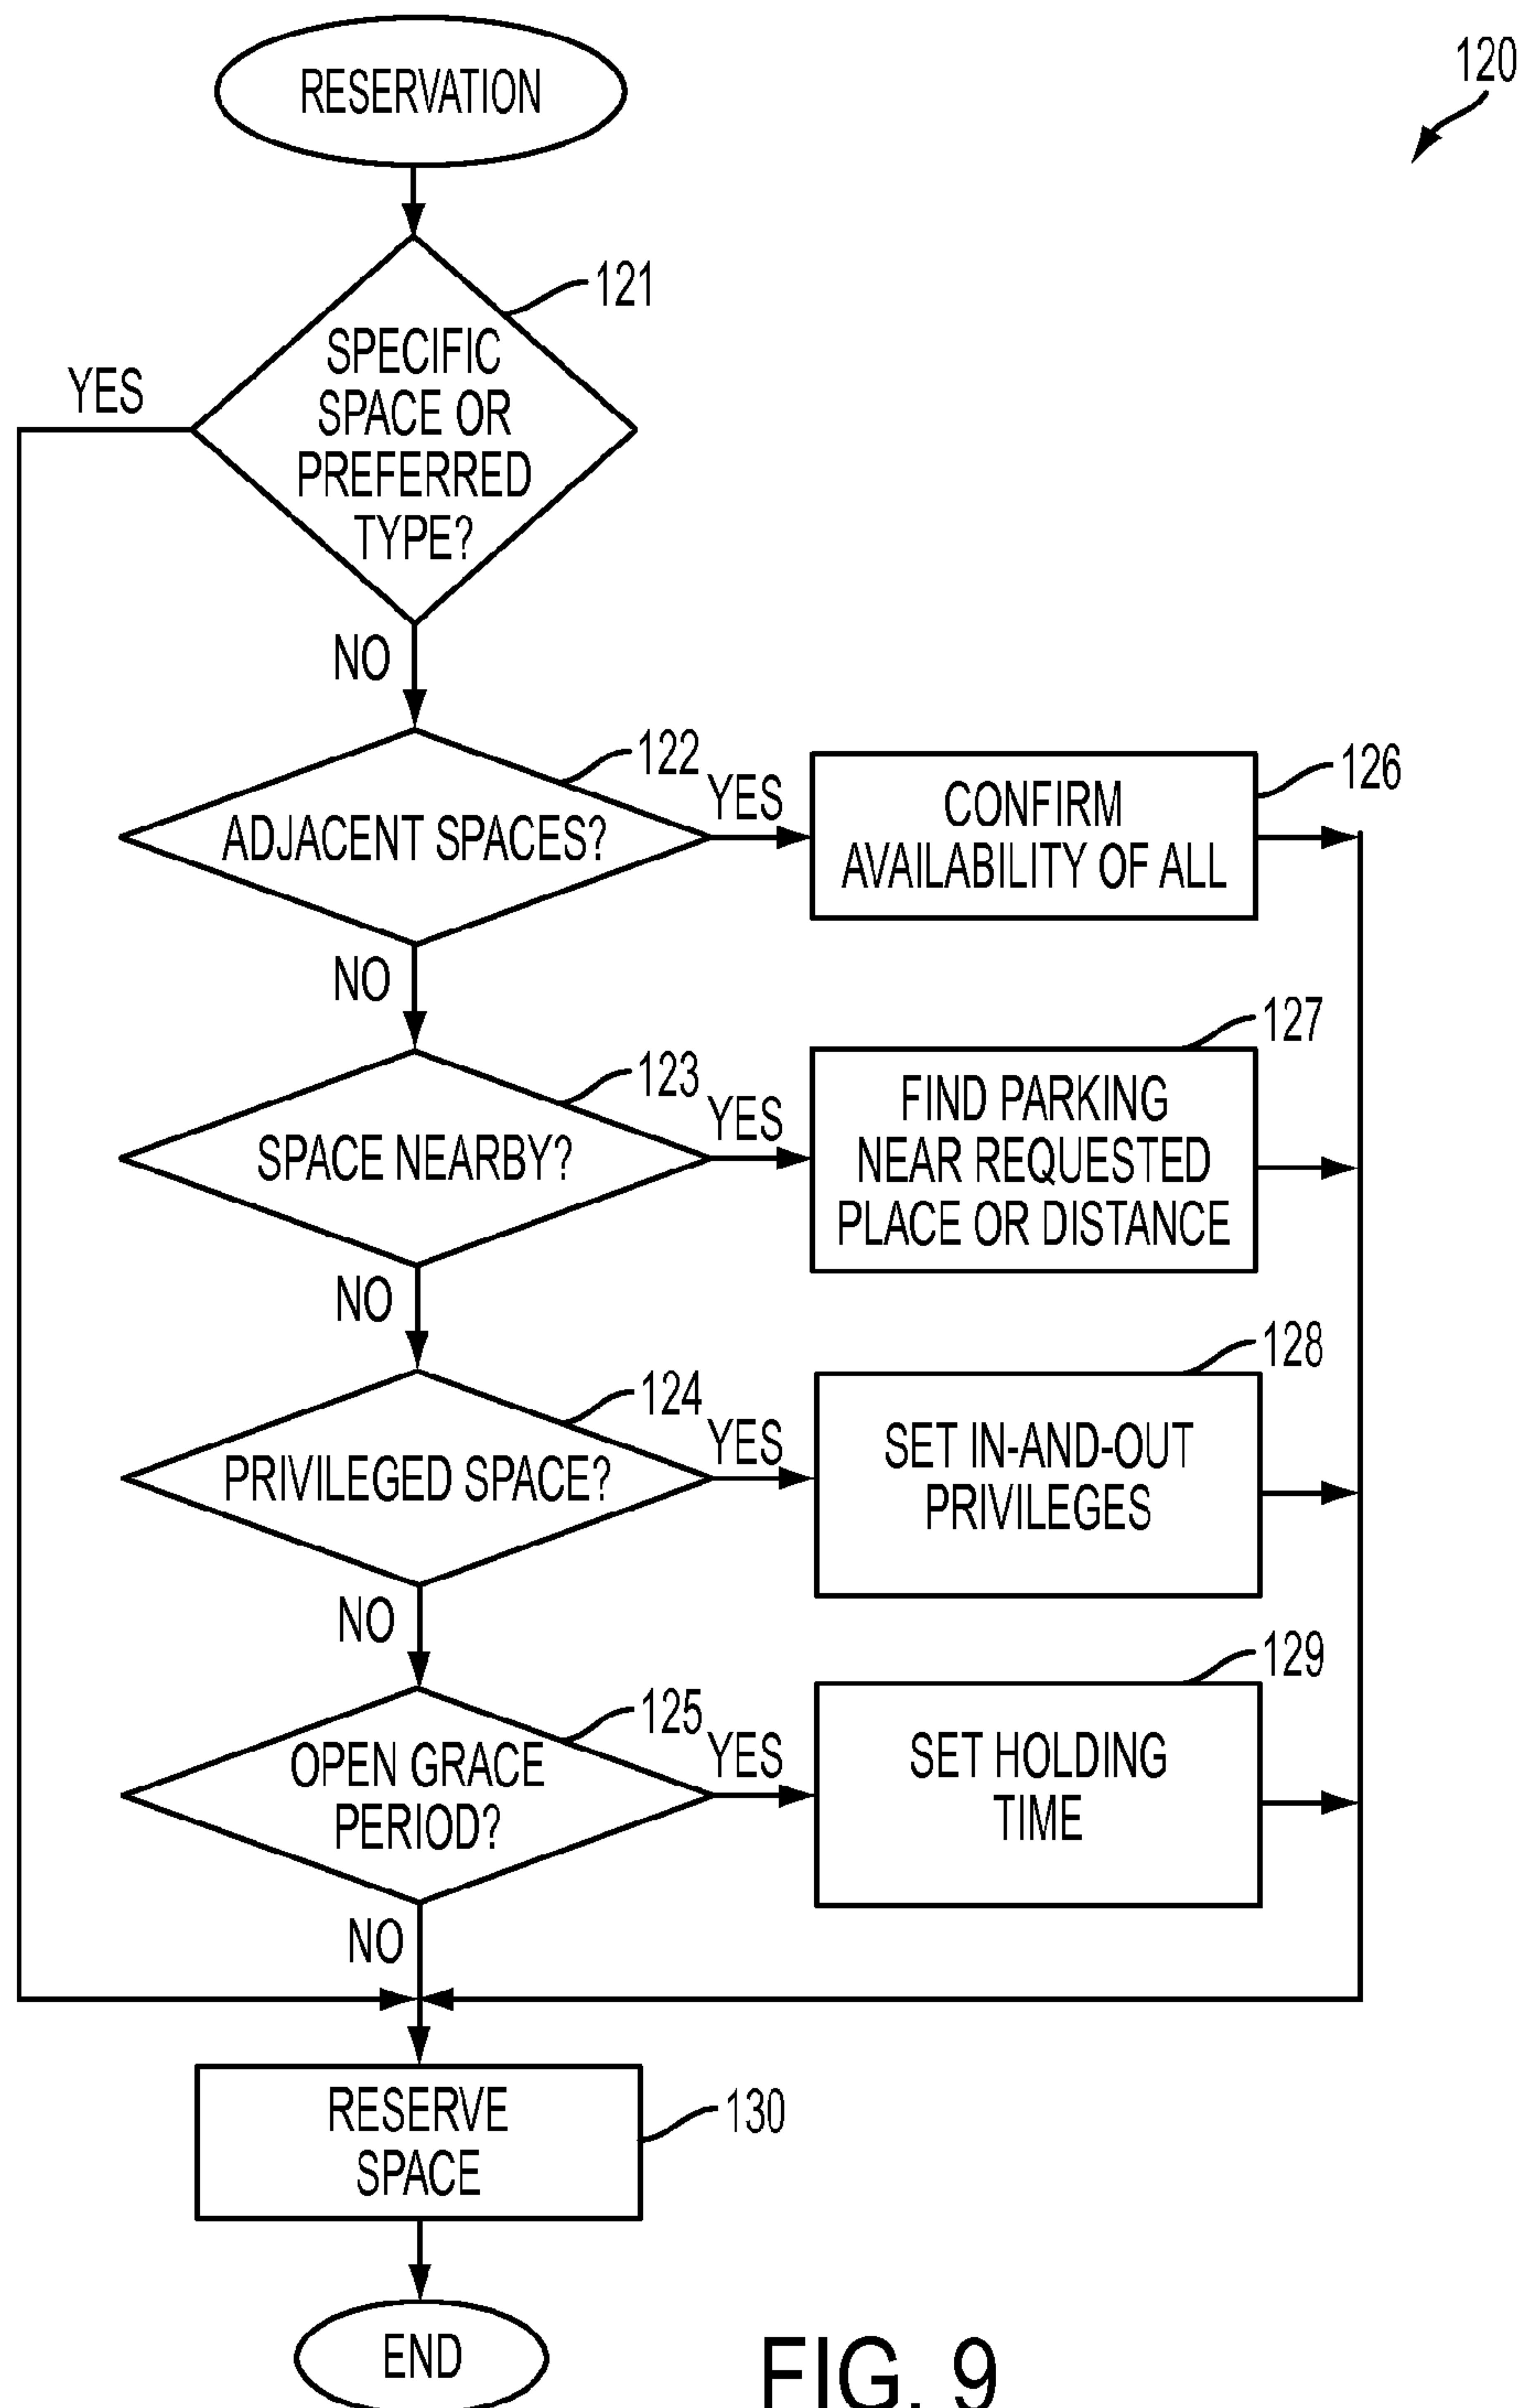 RESERVATION
120
121
SPECIFIC
SPACE OR
PREFERRED
TYPE?
YES
NO
122
ADJACENT SPACES?
YES
CONFIRM
AVAILABILITY OF ALL
126
NO
123
SPACE NEARBY?
YES
FIND PARKING
NEAR REQUESTED
PLACE OR DISTANCE
127
NO
124
PRIVILEGED SPACE?
YES
SET IN-AND-OUT
PRIVILEGES
128
NO
125
OPEN GRACE
PERIOD?
YES
SET HOLDING
TIME
129
NO
RESERVE
SPACE
130
END
FIG. 9